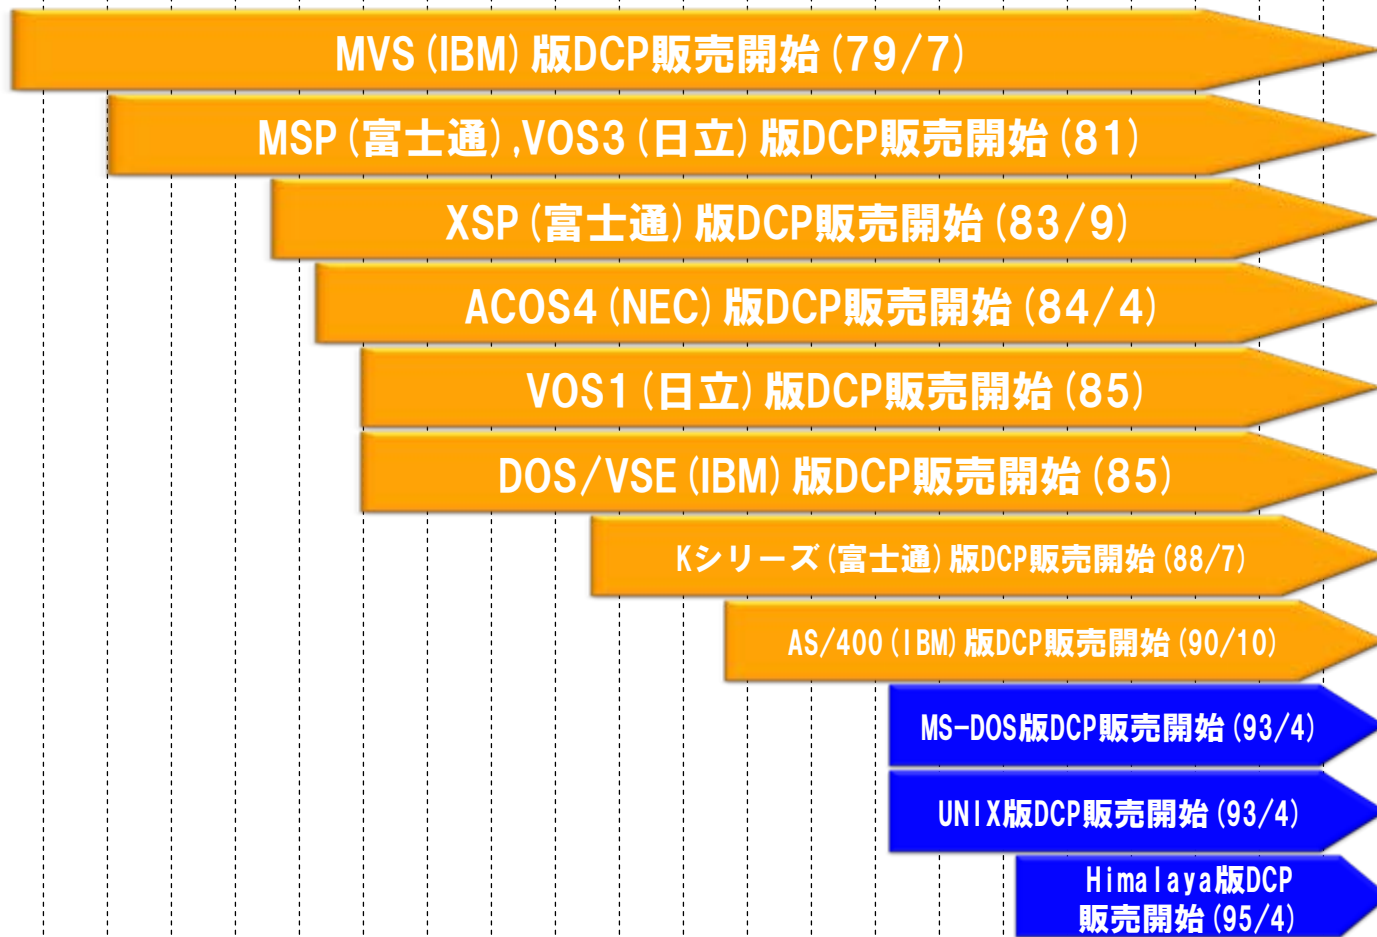 MVS(IBM)版DCP販売開始(79/7)
MSP(富士通),VOS3(日立)版DCP販売開始(81)
XSP(富士通)版DCP販売開始(83/9)
ACOS4(NEC)版DCP販売開始(84/4)
VOS1(日立)版DCP販売開始(85)
DOS/VSE(IBM)版DCP販売開始(85)
Kシリーズ(富士通)版DCP販売開始(88/7)
AS/400(IBM)版DCP販売開始(90/10)
MS-DOS版DCP販売開始(93/4)
UNIX版DCP販売開始(93/4)
Himalaya版DCP
販売開始(95/4)